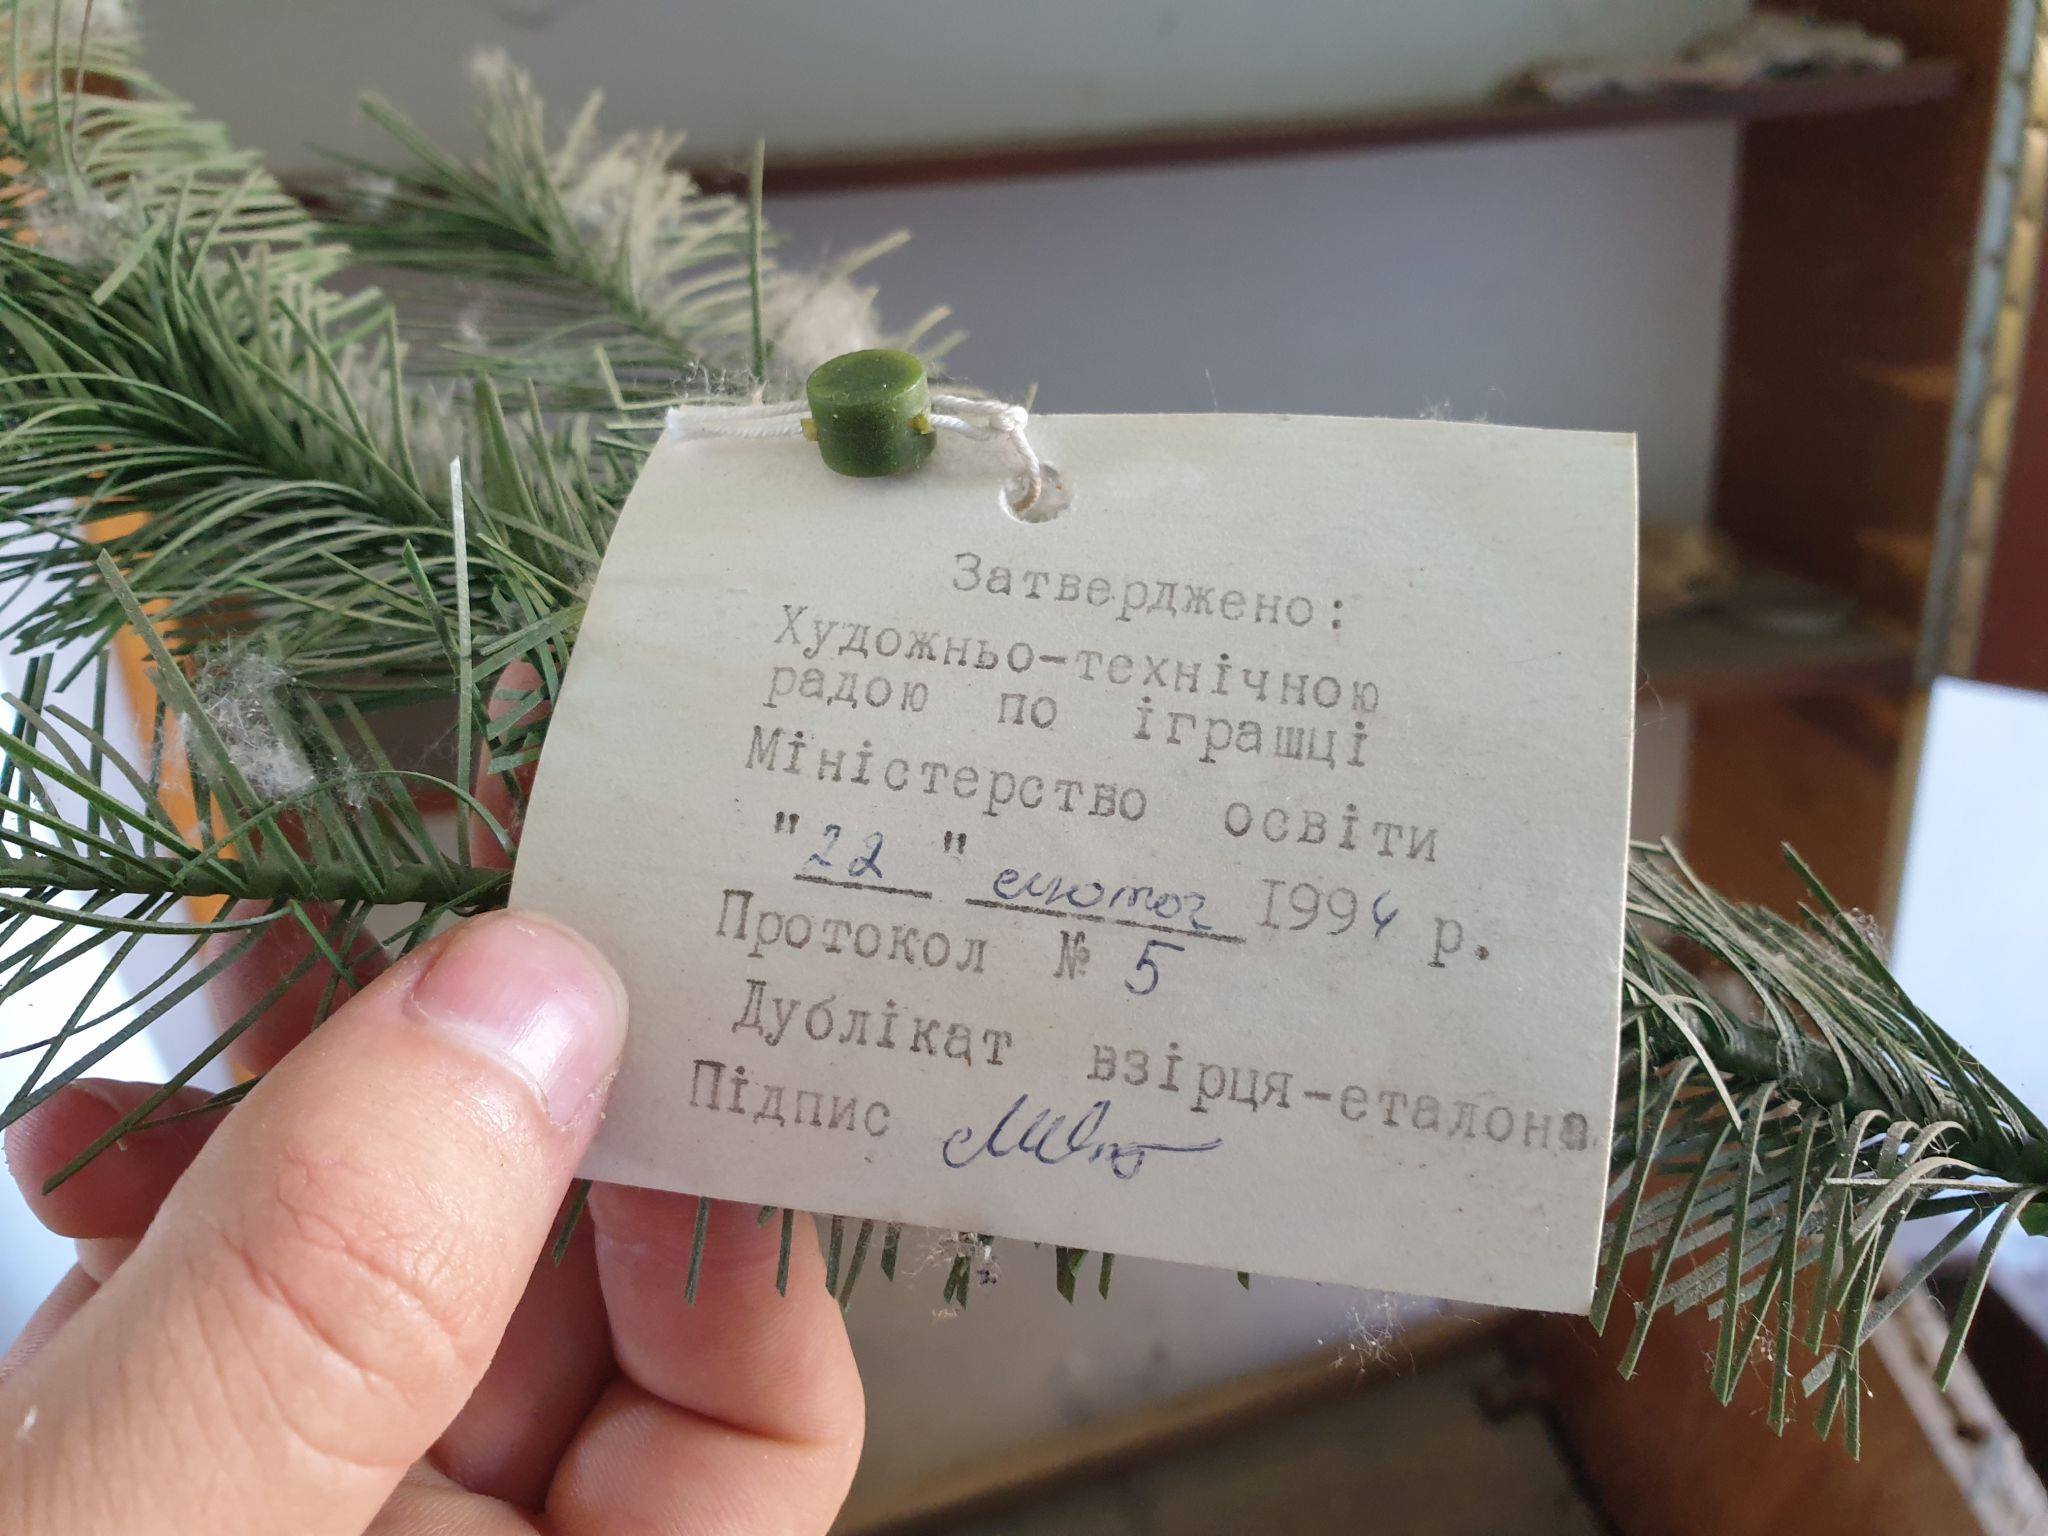 Затверджено:
Художньо-технічною
радою по іграшці
Міністерство освіти
"22" лютого 1994 р.
Протокол № 5
Дублікат взірця-еталона
Підпис